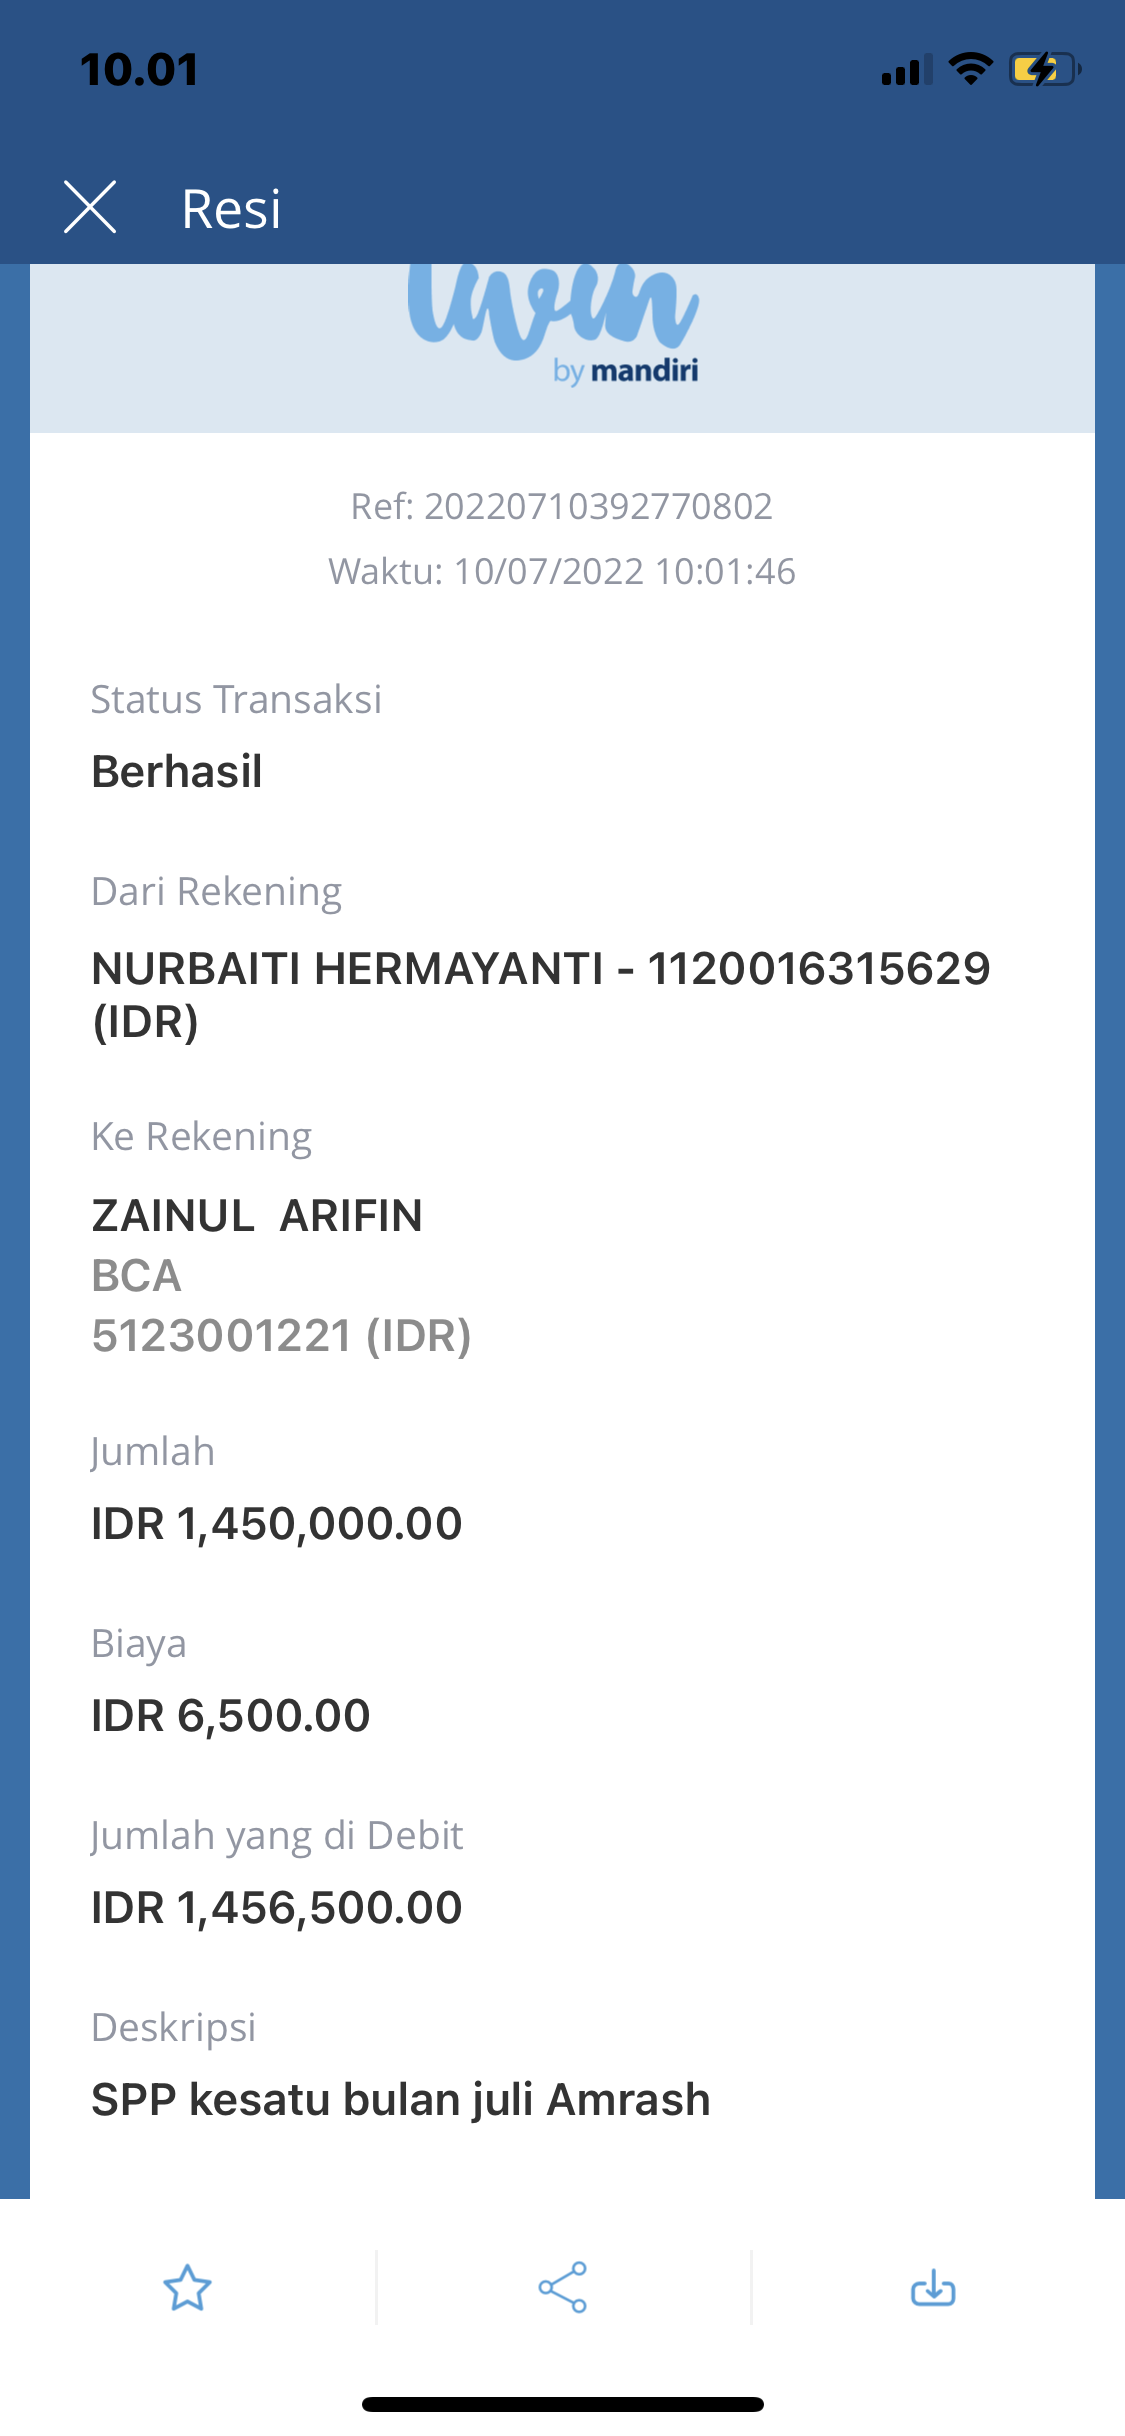 10.01
Resi
livin
by mandiri
Ref: 20220710392770802
Waktu: 10/07/2022 10:01:46
Status Transaksi
Berhasil
Dari Rekening
NURBAITI HERMAYANTI - 1120016315629
(IDR)
Ke Rekening
ZAINUL  ARIFIN
BCA
5123001221 (IDR)
Jumlah
IDR 1,450,000.00
Biaya
IDR 6,500.00
Jumlah yang di Debit
IDR 1,456,500.00
Deskripsi
SPP kesatu bulan juli Amrash